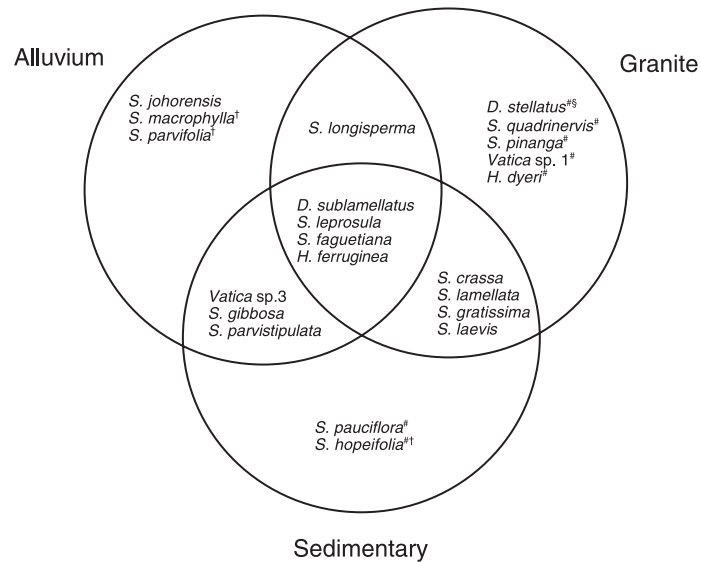 Alluvium
Granite
S. johorensis
S. macrophylla†
S. parvifolia†
S. longisperma
D. stellatus#§
S. quadrinervis#
S. pinanga#
Vatica sp. 1#
H. dyeri#
D. sublamellatus
S. leprosula
S. faguetiana
H. ferruginea
Vatica sp.3
S. gibbosa
S. parvistipulata
S. crassa
S. lamellata
S. gratissima
S. laevis
S. pauciflora#
S. hopeifolia#†
Sedimentary